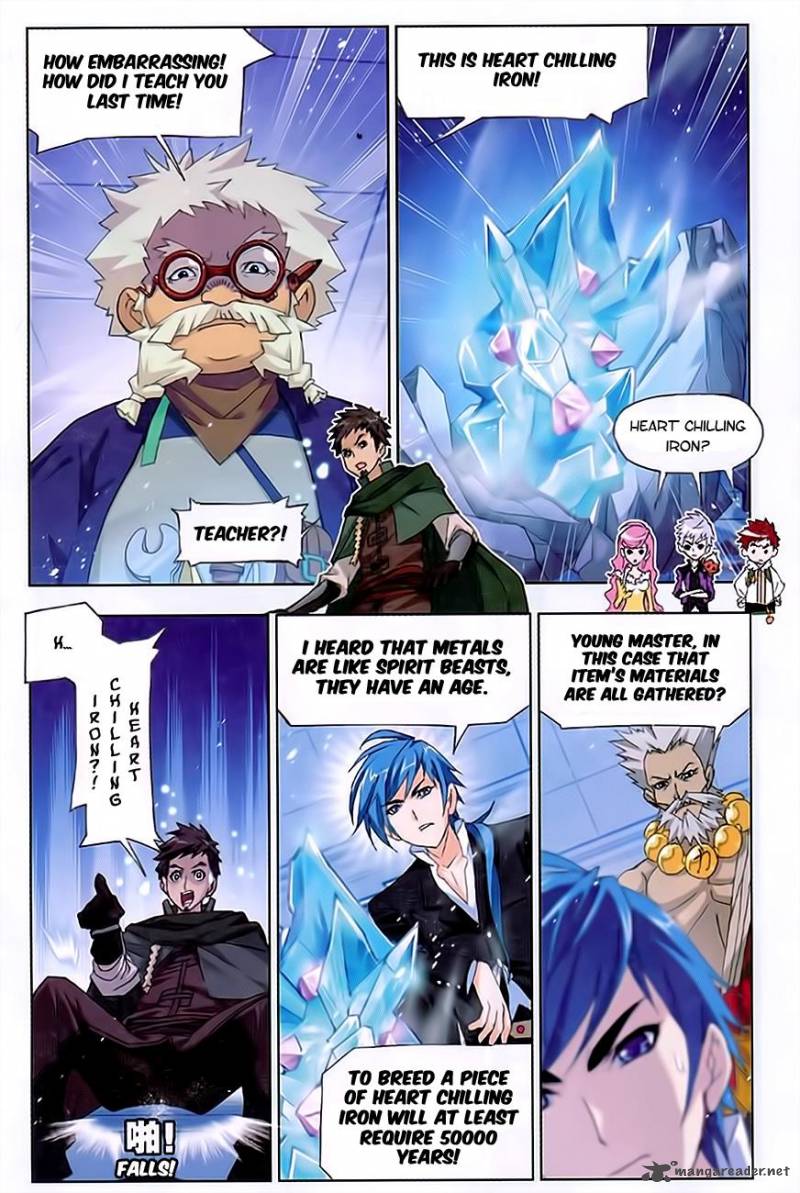 HOW EMBARRASSING!
HOW DID I TEACH YOU
LAST TIME!
THIS IS HEART CHILLING
IRON!
TEACHER?!
HEART CHILLING
IRON?
H...
HEART
CHILLING
IRON?!
啪!
FALLS!
I HEARD THAT METALS
ARE LIKE SPIRIT BEASTS,
THEY HAVE AN AGE.
TO BREED A PIECE
OF HEART CHILLING
IRON WILL AT LEAST
REQUIRE 50000
YEARS!
YOUNG MASTER, IN
THIS CASE THAT
ITEM'S MATERIALS
ARE ALL GATHERED?
mangareader.net